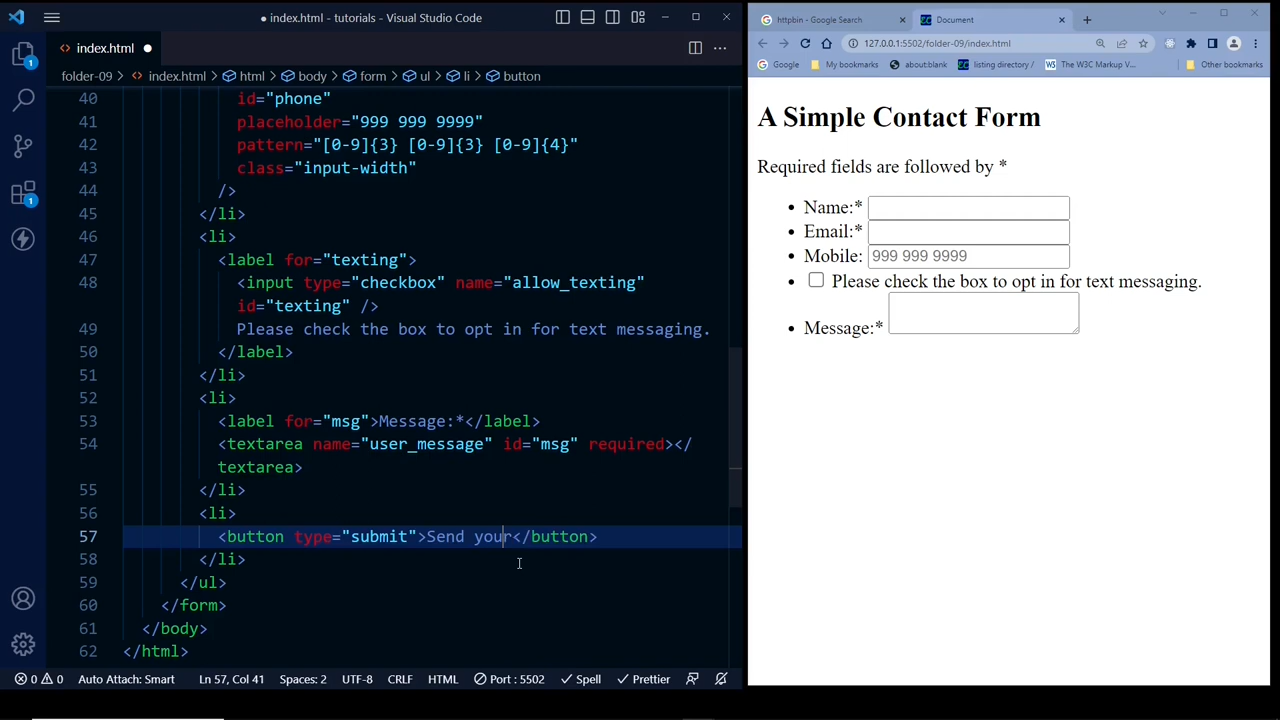 ● index.html - tutorials - Visual Studio Code
<> index.html ●
folder-09 > <> index.html > html > body > form > ul > li > button
40 id="phone"
41 placeholder="999 999 9999"
42 pattern="[0-9]{3} [0-9]{3} [0-9]{4}"
43 class="input-width"
44 />
45 </li>
46 <li>
47 <label for="texting">
48 <input type="checkbox" name="allow_texting"
id="texting" />
49 Please check the box to opt in for text messaging.
50 </label>
51 </li>
52 <li>
53 <label for="msg">Message:*</label>
54 <textarea name="user_message" id="msg" required></
textarea>
55 </li>
56 <li>
57 <button type="submit">Send your</button>
58 </li>
59 </ul>
60 </form>
61 </body>
62 </html>
1
1
0 0 Auto Attach: Smart Ln 57, Col 41 Spaces: 2 UTF-8 CRLF HTML Port : 5502 Spell Prettier
httpbin - Google Search Document
127.0.0.1:5502/folder-09/index.html
Google My bookmarks about:blank listing directory / The W3C Markup V... Other bookmarks
A Simple Contact Form
Required fields are followed by *
• Name:*
• Email:*
• Mobile: 999 999 9999
• Please check the box to opt in for text messaging.
• Message:*